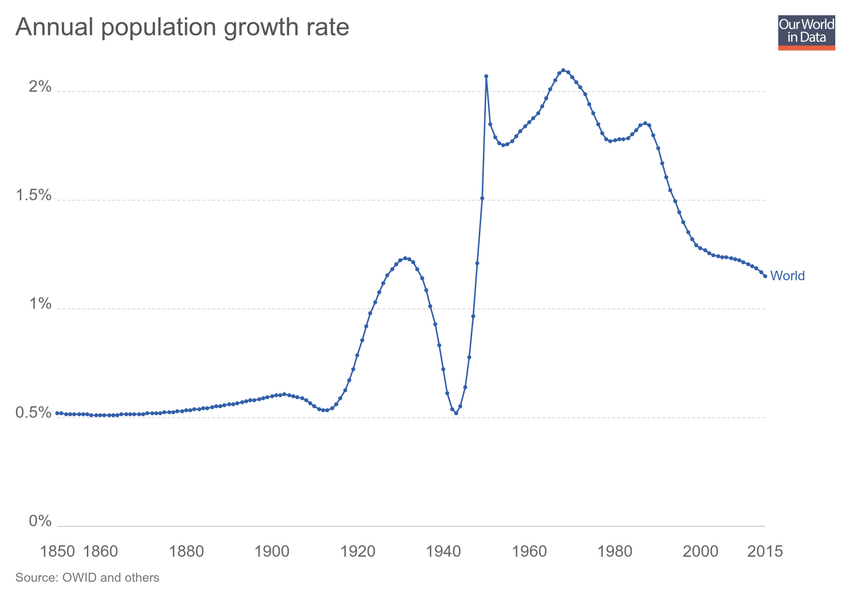 Annual population growth rate
Our World
in Data
2%
1.5%
1%
0.5%
0%
World
1850 1860 1880 1900 1920 1940 1960 1980 2000 2015
Source: OWID and others